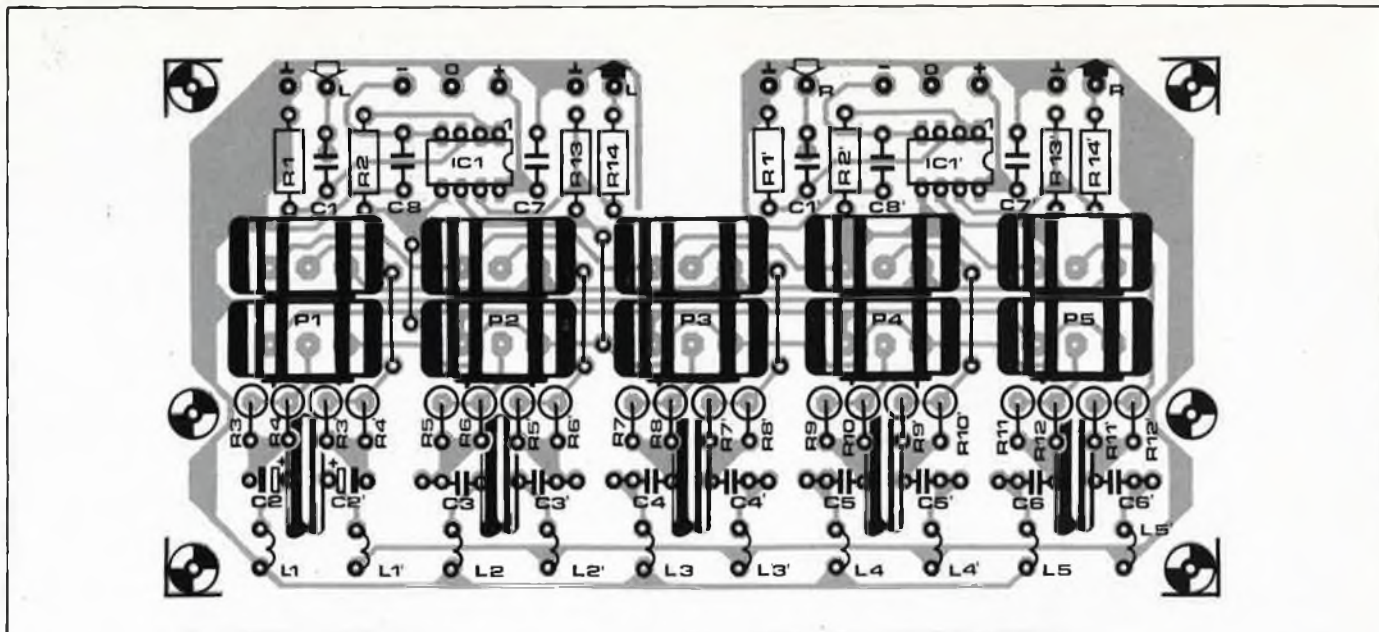 ⊥ L - 0 + ⊥ L ⊥ R - 0 + ⊥ R
R1 R2 IC1 R13 R14 R1' R2' IC1' R13' R14'
C1 C8 C7 C1' C8' C7'
P1 P2 P3 P4 P5
R3 R4 R3' R4' R5 R6 R5' R6' R7 R8 R7' R8' R9 R10 R9' R10' R11 R12 R11' R12'
+ +
C2 C2' C3 C3' C4 C4' C5 C5' C6 C6'
L5'
L1 L1' L2 L2' L3 L3' L4 L4' L5